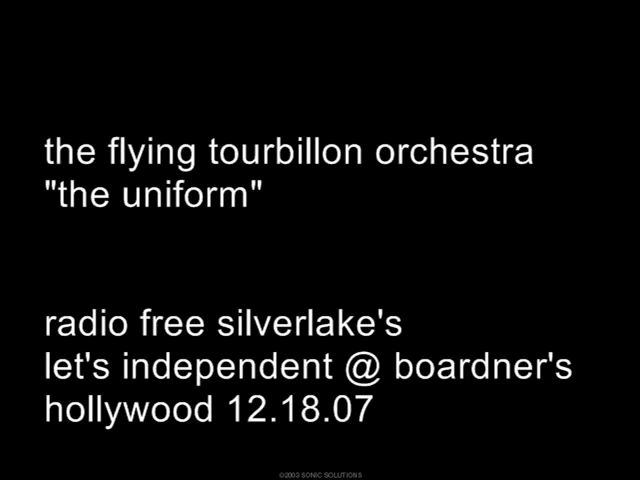 the flying tourbillon orchestra
"the uniform"
radio free silverlake's
let's independent @ boardner's
hollywood 12.18.07
©2003 SONIC SOLUTIONS